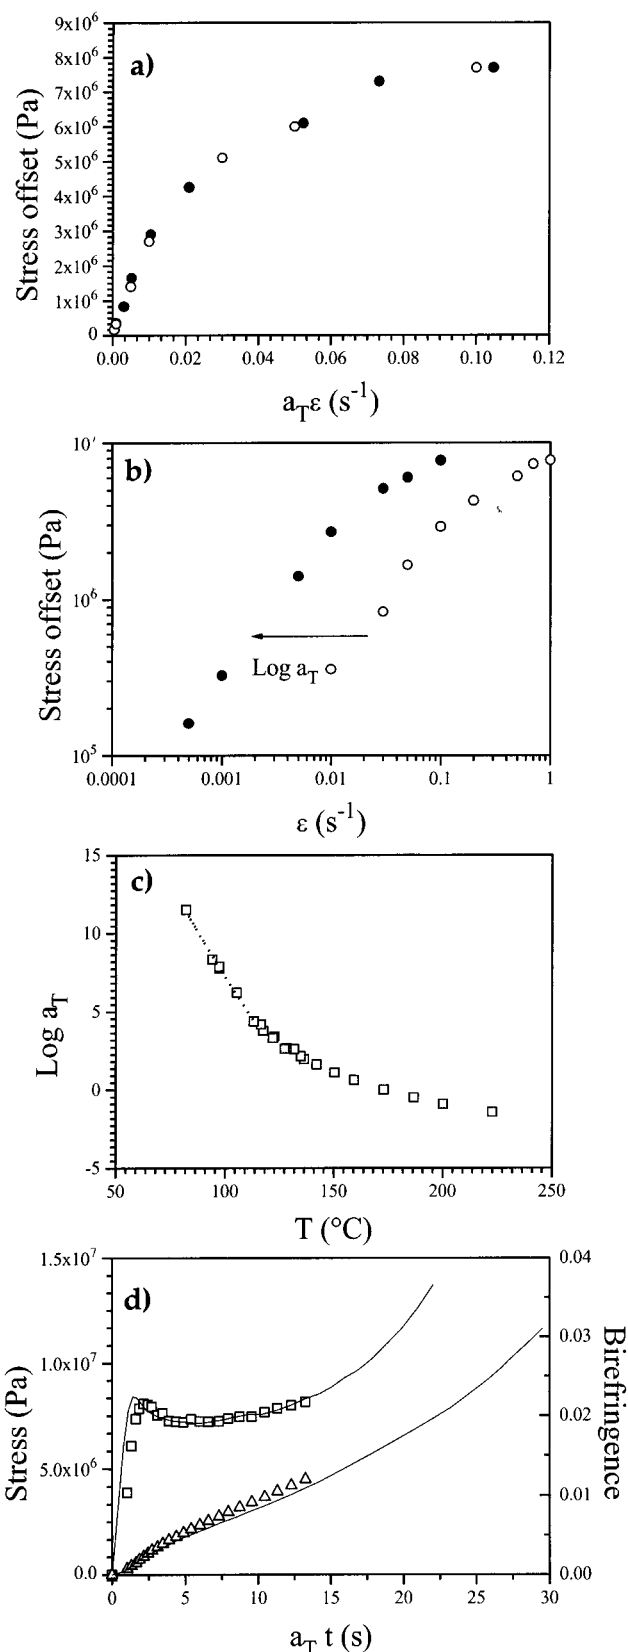 a)
Stress offset (Pa)
9x10⁶
8x10⁶
7x10⁶
6x10⁶
5x10⁶
4x10⁶
3x10⁶
2x10⁶
1x10⁶
0
0.00 0.02 0.04 0.06 0.08 0.10 0.12
a_T ε (s⁻¹)
b)
Stress offset (Pa)
10⁷
10⁶
10⁵
Log a_T
0.0001 0.001 0.01 0.1 1
ε (s⁻¹)
c)
Log a_T
15
10
5
0
-5
50 100 150 200 250
T (°C)
d)
Stress (Pa)
1.5x10⁷
1.0x10⁷
5.0x10⁶
0.0
0.04
0.03
0.02
0.01
0.00
Birefringence
0 5 10 15 20 25 30
a_T t (s)